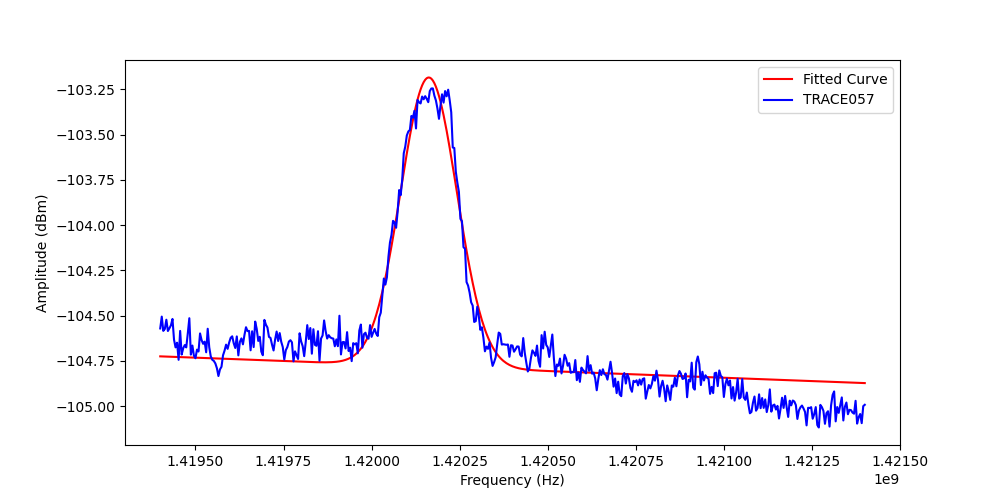 Fitted Curve
TRACE057
Amplitude (dBm)
−103.25
−103.50
−103.75
−104.00
−104.25
−104.50
−104.75
−105.00
1.41950 1.41975 1.42000 1.42025 1.42050 1.42075 1.42100 1.42125 1.42150
1e9
Frequency (Hz)